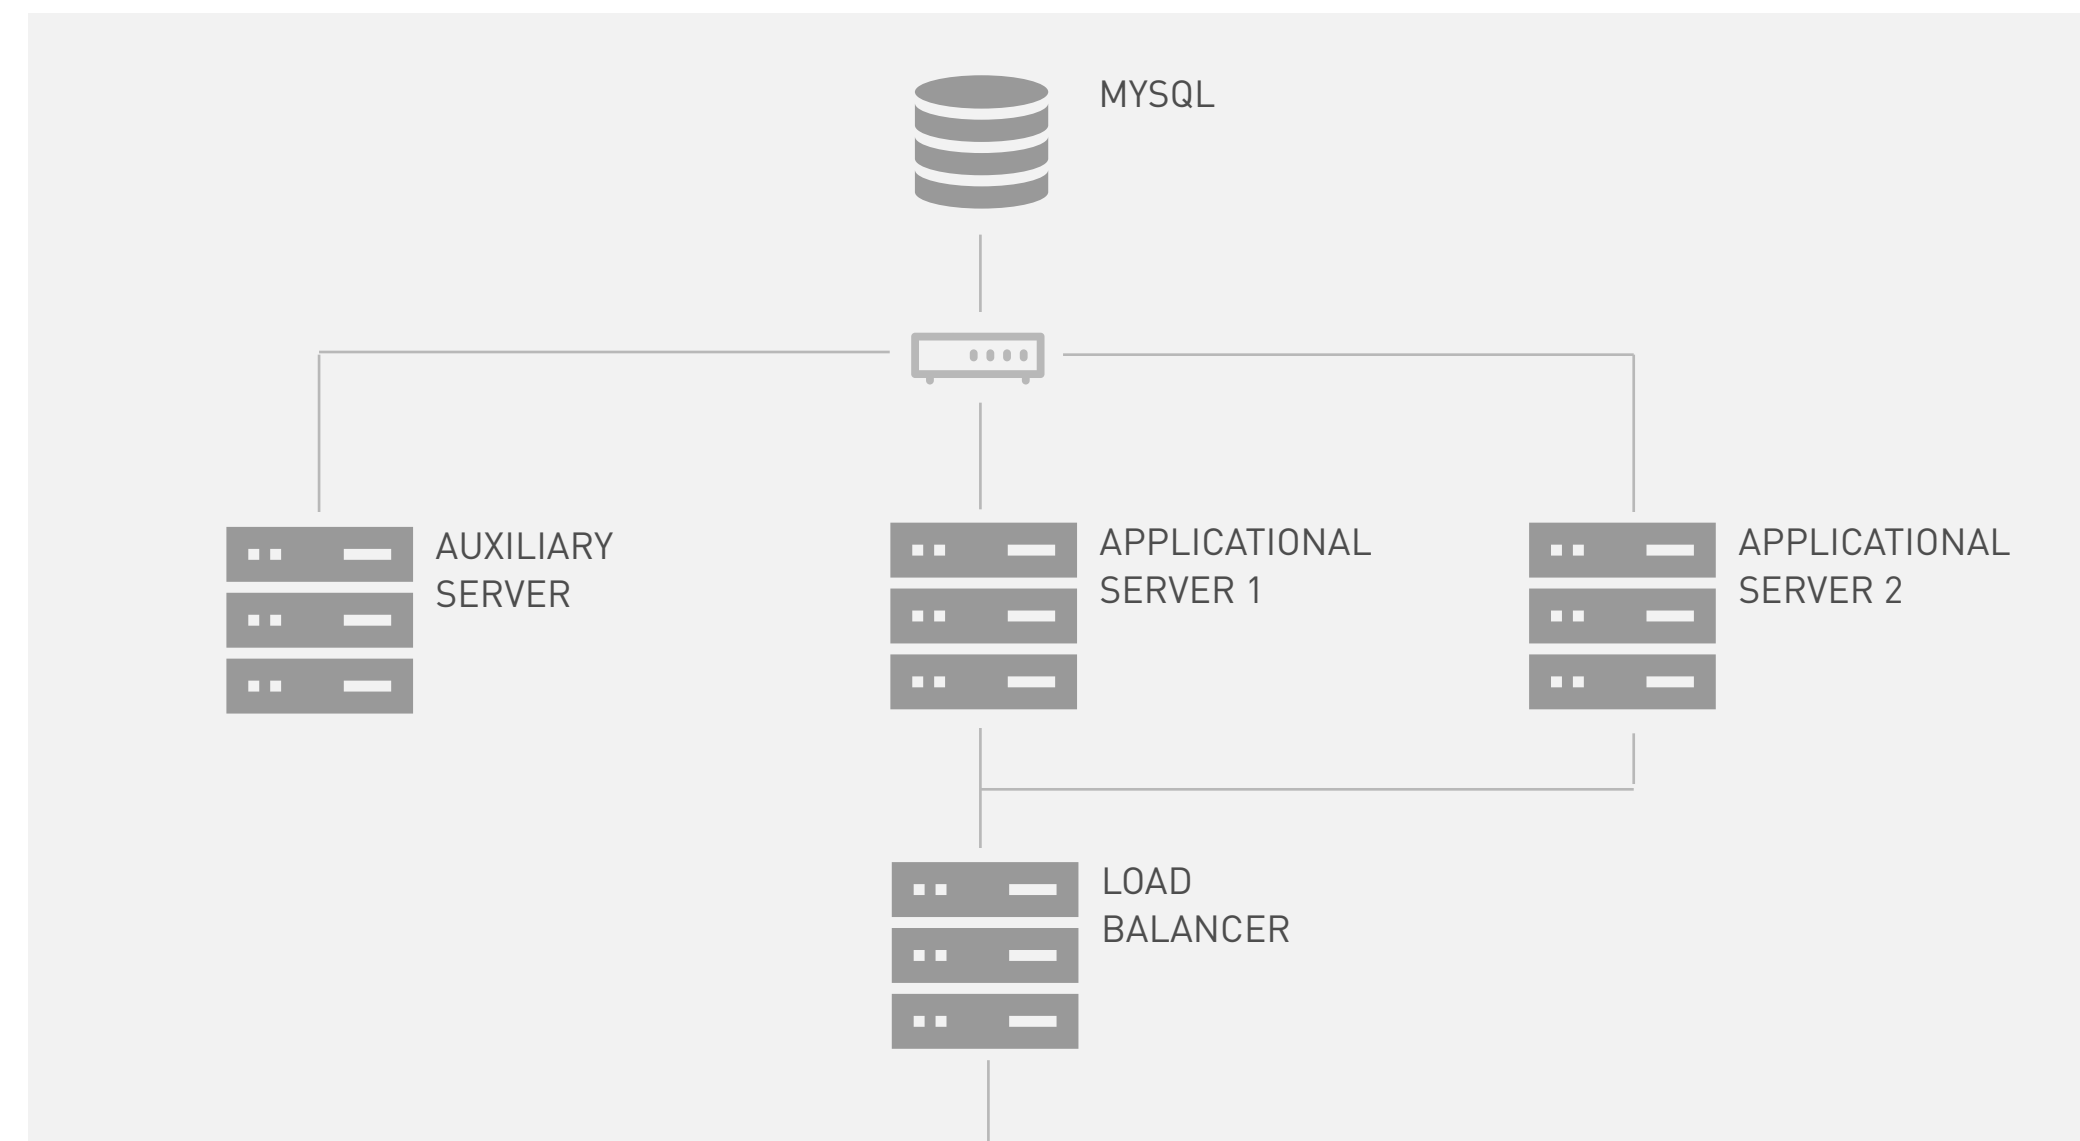 MYSQL
AUXILIARY
SERVER
APPLICATIONAL
SERVER 1
APPLICATIONAL
SERVER 2
LOAD
BALANCER